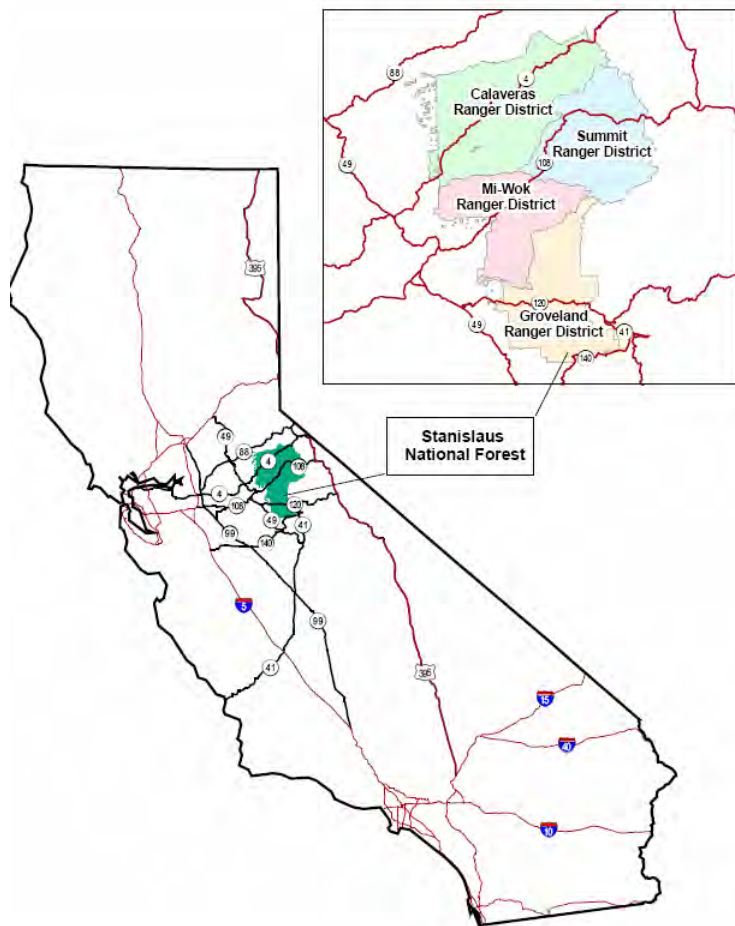 88
4
Calaveras
Ranger District
Summit
Ranger District
49
108
Mi-Wok
Ranger District
120
49
Groveland
Ranger District
41
140
395
Stanislaus
National Forest
49
88
4
108
4
108
120
49
41
99
140
5
99
41
395
15
40
10